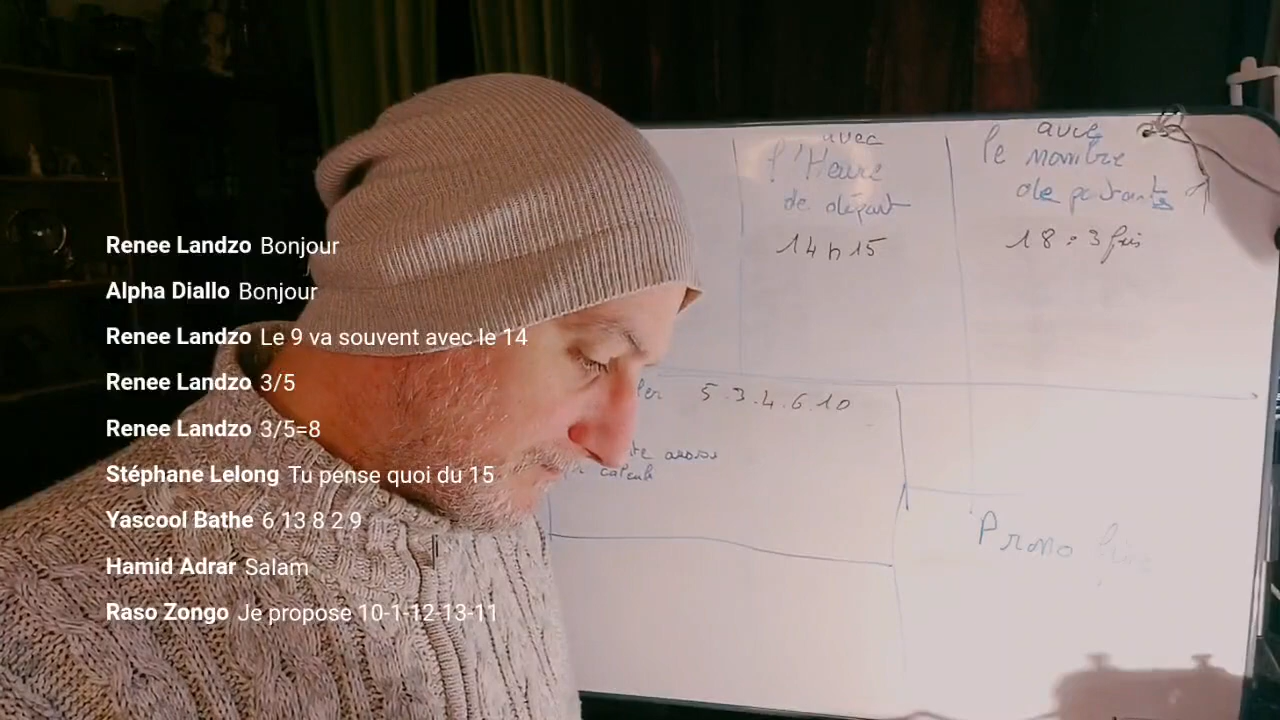 avec
l'Heure
de départ
14h15
avec
le nombre
de partants
18 = 3 fois
5.3.4.6.10
calcul
Prono
Renee Landzo Bonjour
Alpha Diallo Bonjour
Renee Landzo Le 9 va souvent avec le 14
Renee Landzo 3/5
Renee Landzo 3/5=8
Stéphane Lelong Tu pense quoi du 15
Yascool Bathe 6 13 8 2 9
Hamid Adrar Salam
Raso Zongo Je propose 10-1-12-13-11